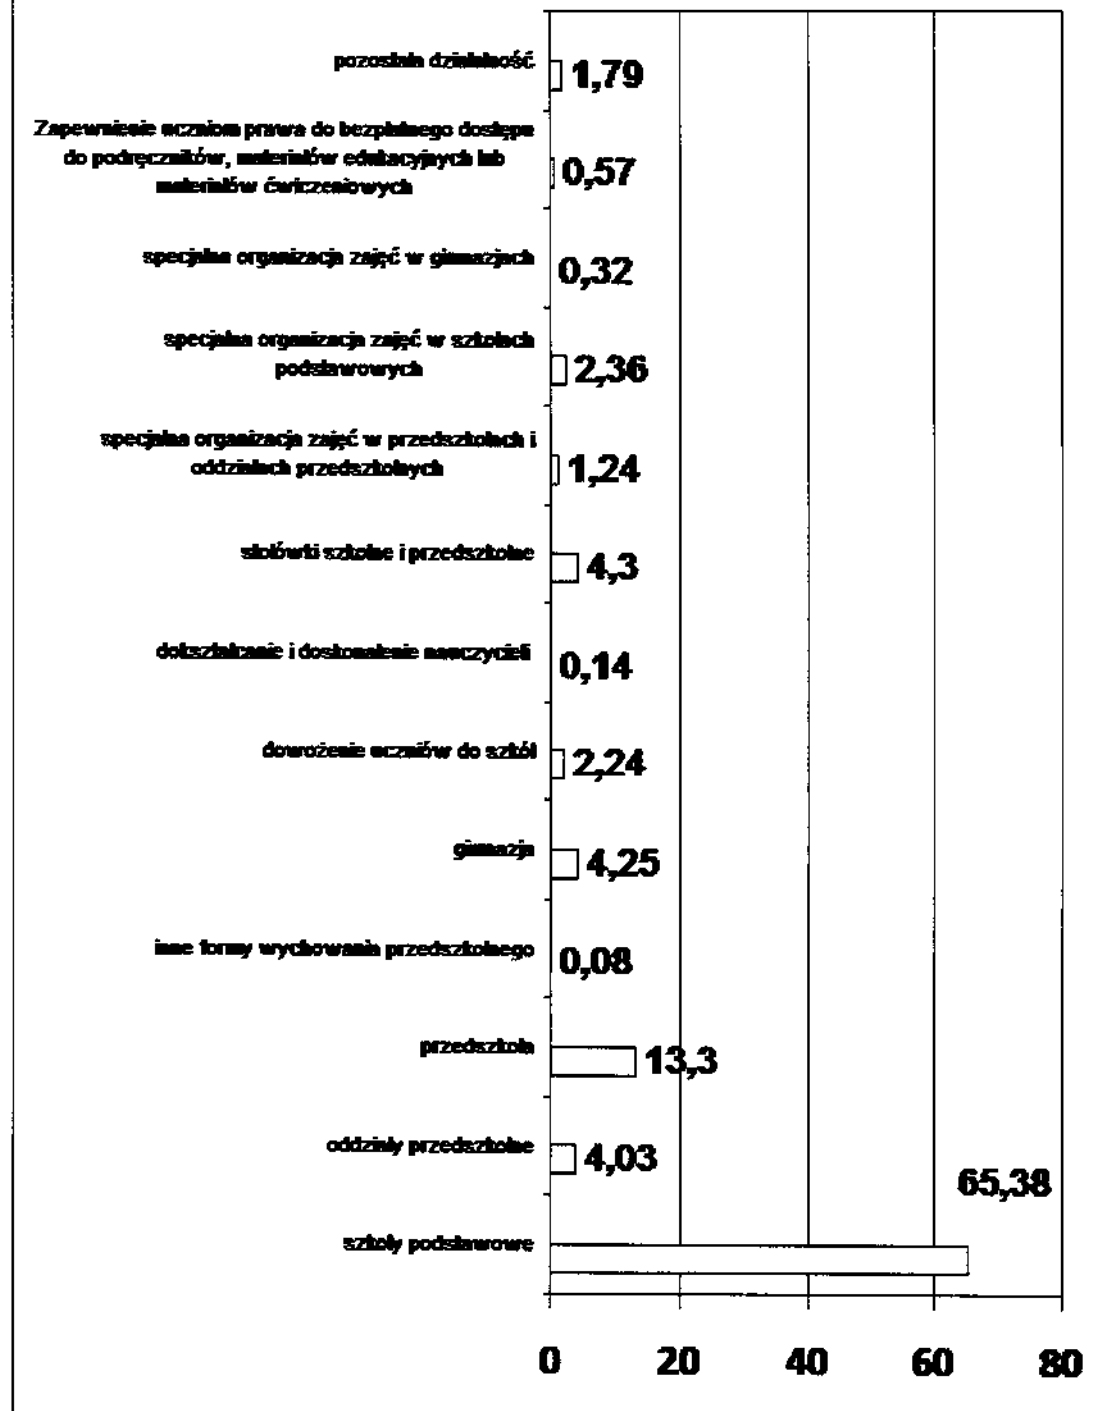 pozostała działalność
1,79
Zapewnienie uczniom prawa do bezpłatnego dostępu
do podręczników, materiałów edukacyjnych lub
materiałów ćwiczeniowych
0,57
specjalna organizacja zajęć w gimnazjach
0,32
specjalna organizacja zajęć w szkołach
podstawowych
2,36
specjalna organizacja zajęć w przedszkolach i
oddziałach przedszkolnych
1,24
stołówki szkolne i przedszkolne
4,3
dokształcanie i doskonalenie nauczycieli
0,14
dowożenie uczniów do szkół
2,24
gimnazja
4,25
inne formy wychowania przedszkolnego
0,08
przedszkola
13,3
oddziały przedszkolne
4,03
65,38
szkoły podstawowe
0 20 40 60 80